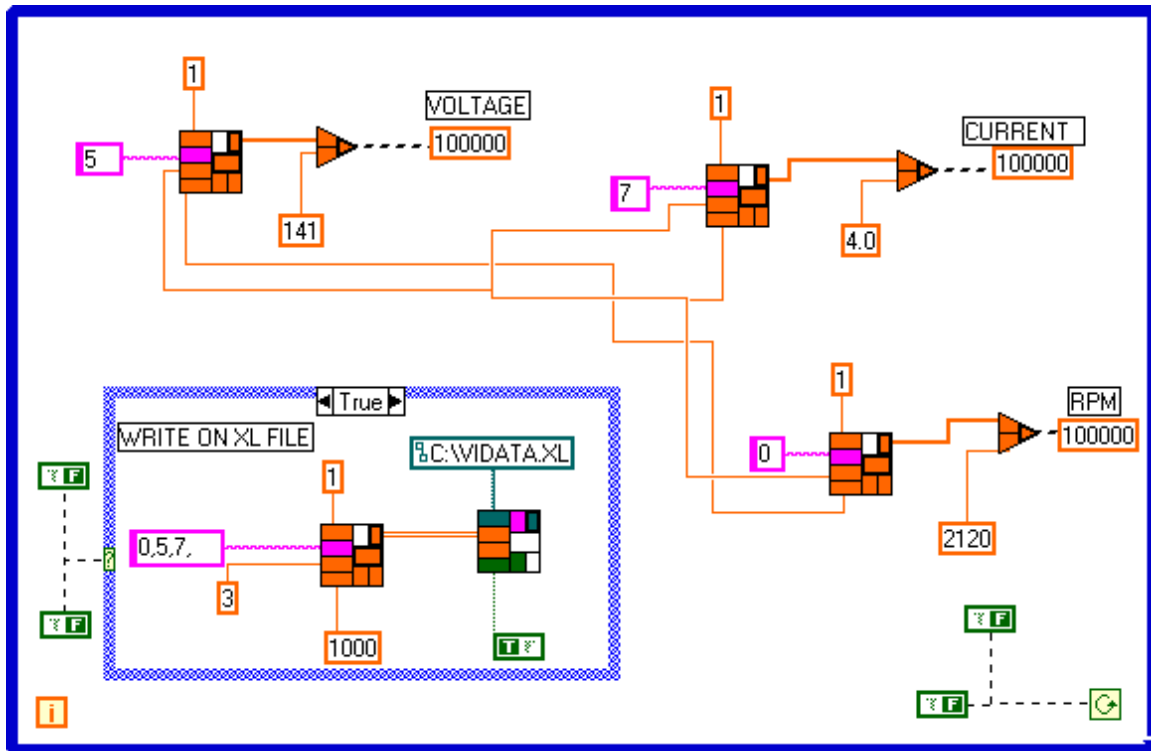 1
VOLTAGE
100000
5
141
1
CURRENT
100000
7
4.0
1
RPM
100000
0
2120
True
WRITE ON XL FILE
C:\VIDATA.XL
1
0,5,7,
3
1000
F
?
F
T
F
F
i